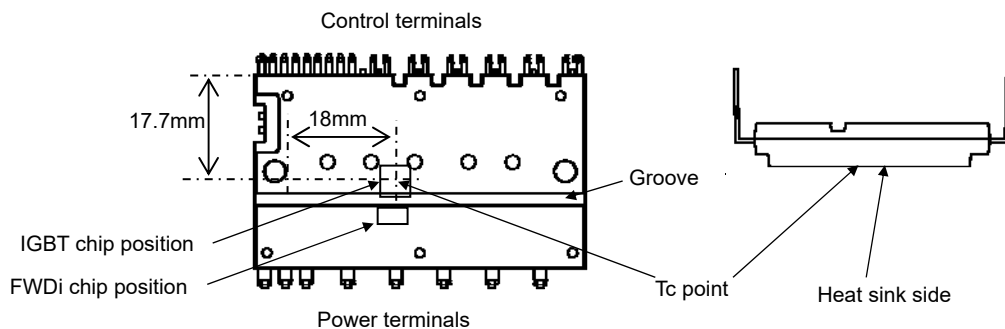 Control terminals
17.7mm
18mm
Groove
IGBT chip position
FWDi chip position
Tc point
Heat sink side
Power terminals